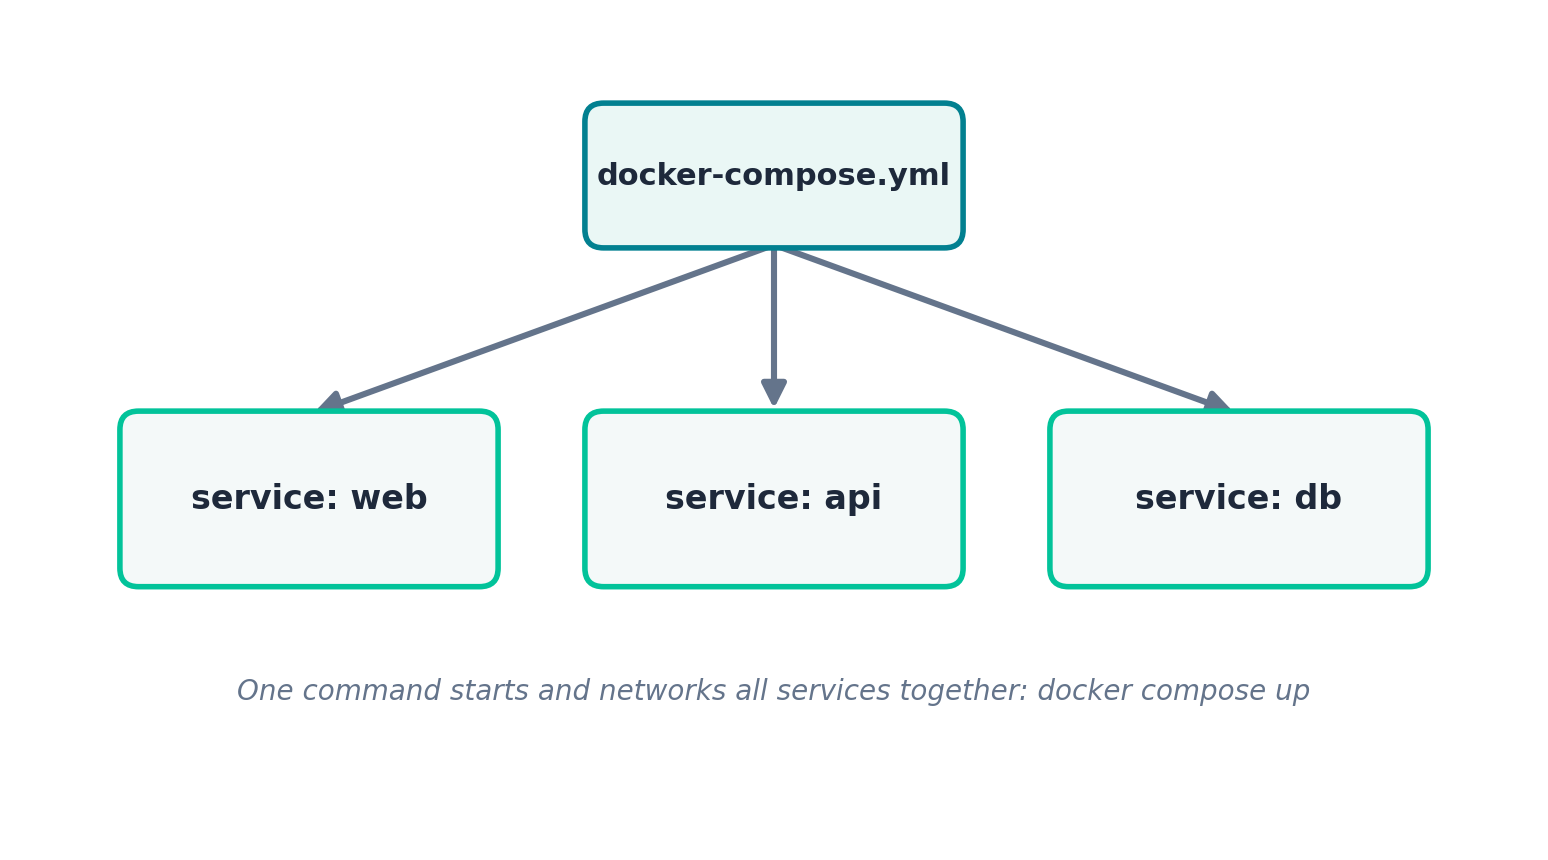 docker-compose.yml
service: web
service: api
service: db
One command starts and networks all services together: docker compose up